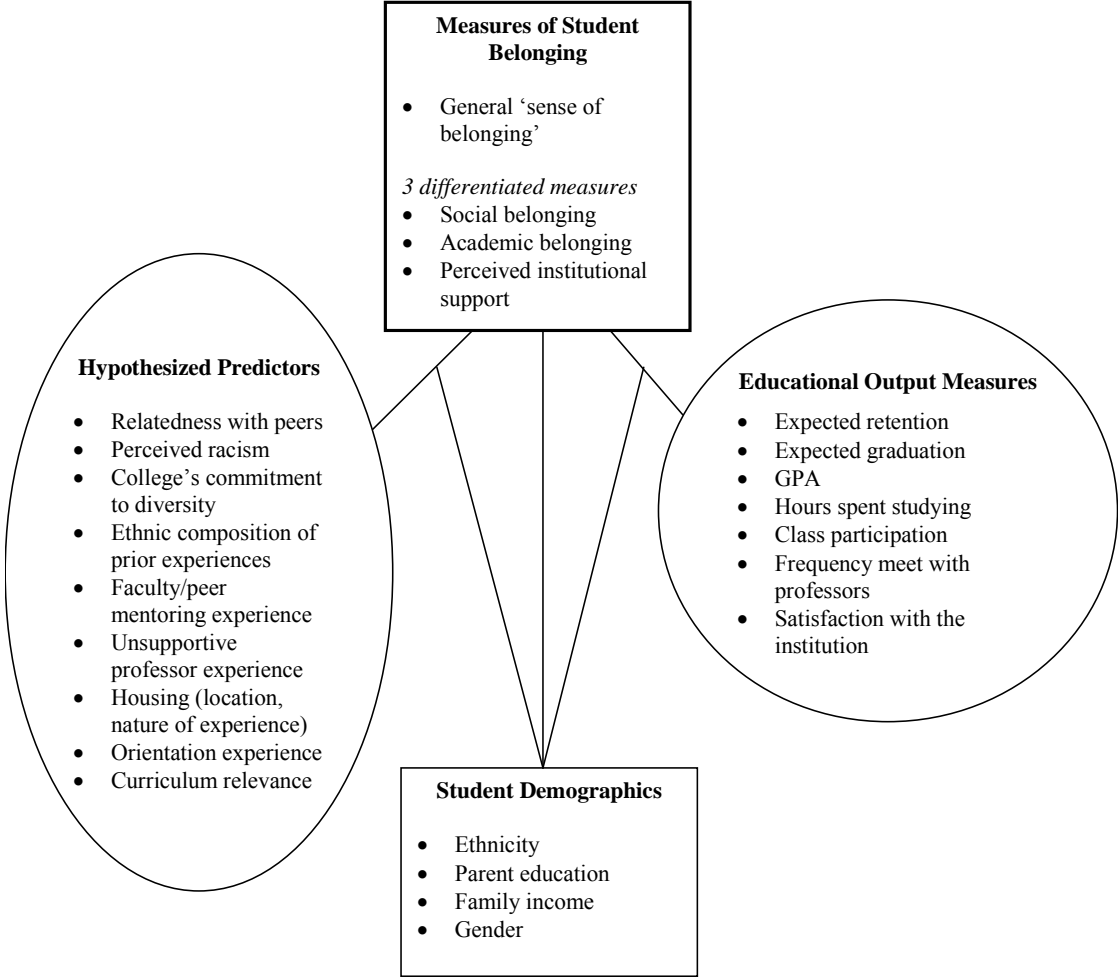 Measures of Student
Belonging
• General ‘sense of
belonging’
3 differentiated measures
• Social belonging
• Academic belonging
• Perceived institutional
support
Hypothesized Predictors
• Relatedness with peers
• Perceived racism
• College’s commitment
to diversity
• Ethnic composition of
prior experiences
• Faculty/peer
mentoring experience
• Unsupportive
professor experience
• Housing (location,
nature of experience)
• Orientation experience
• Curriculum relevance
Educational Output Measures
• Expected retention
• Expected graduation
• GPA
• Hours spent studying
• Class participation
• Frequency meet with
professors
• Satisfaction with the
institution
Student Demographics
• Ethnicity
• Parent education
• Family income
• Gender